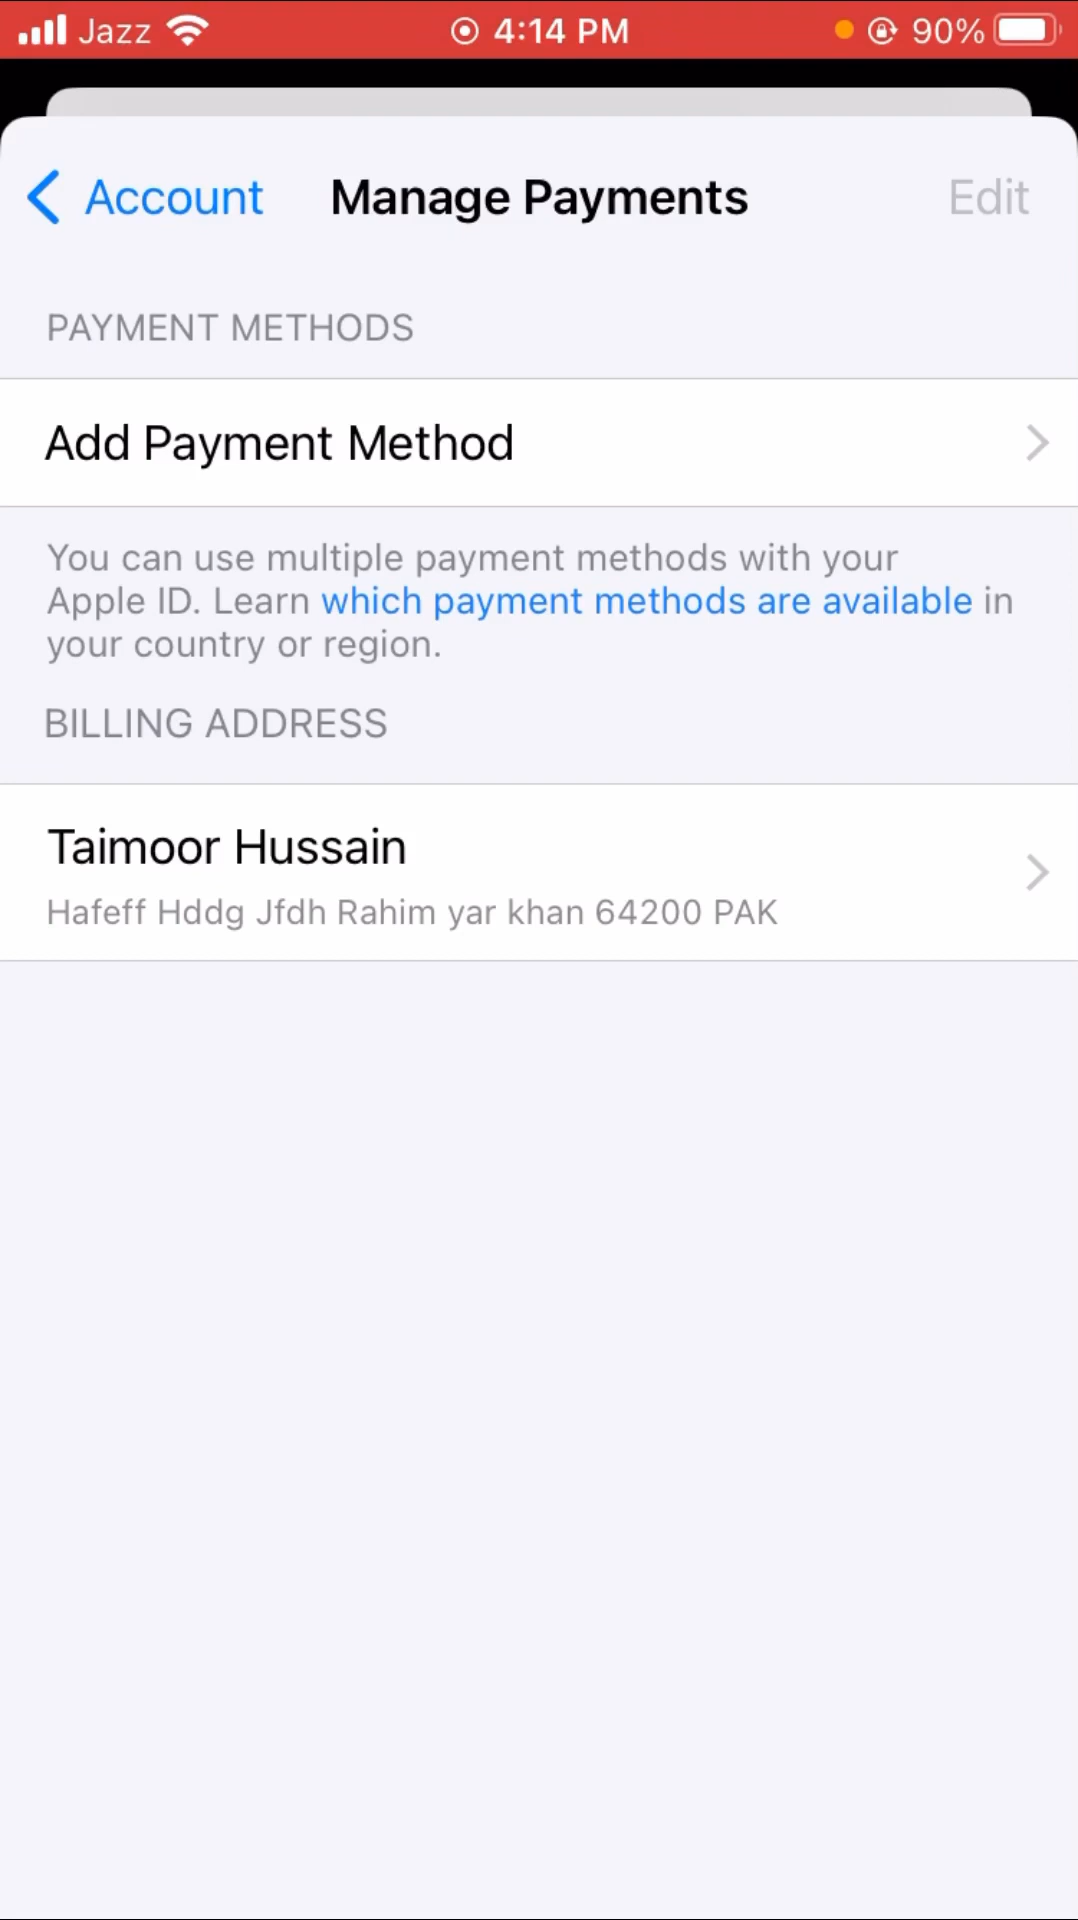 Jazz 4:14 PM 90%
Account Manage Payments Edit
PAYMENT METHODS
Add Payment Method
You can use multiple payment methods with your
Apple ID. Learn which payment methods are available in
your country or region.
BILLING ADDRESS
Taimoor Hussain
Hafeff Hddg Jfdh Rahim yar khan 64200 PAK